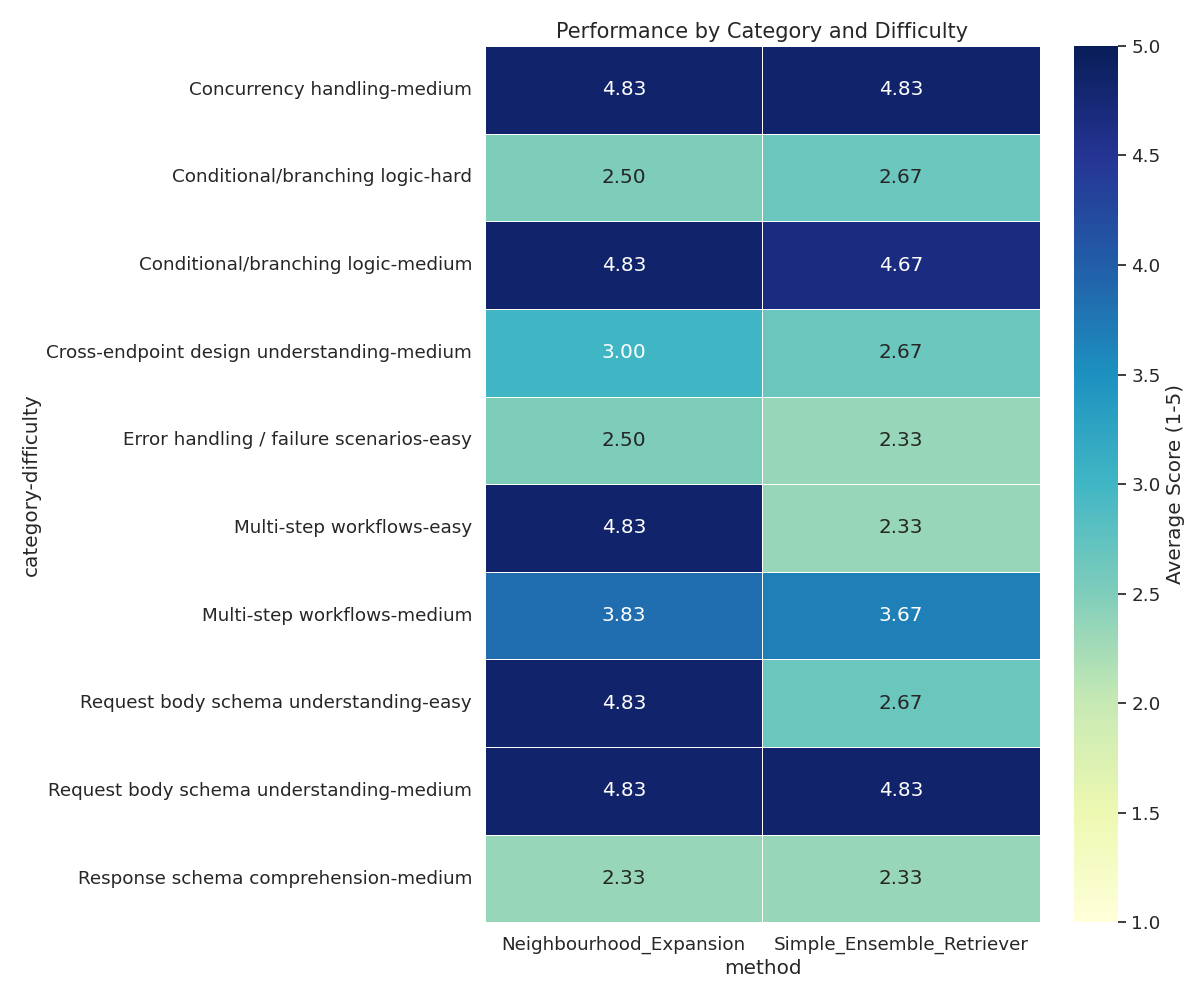 Performance by Category and Difficulty
Concurrency handling-medium 4.83 4.83
Conditional/branching logic-hard 2.50 2.67
Conditional/branching logic-medium 4.83 4.67
Cross-endpoint design understanding-medium 3.00 2.67
Error handling / failure scenarios-easy 2.50 2.33
Multi-step workflows-easy 4.83 2.33
Multi-step workflows-medium 3.83 3.67
Request body schema understanding-easy 4.83 2.67
Request body schema understanding-medium 4.83 4.83
Response schema comprehension-medium 2.33 2.33
category-difficulty
Neighbourhood_Expansion Simple_Ensemble_Retriever
method
5.0
4.5
4.0
3.5
3.0
2.5
2.0
1.5
1.0
Average Score (1-5)